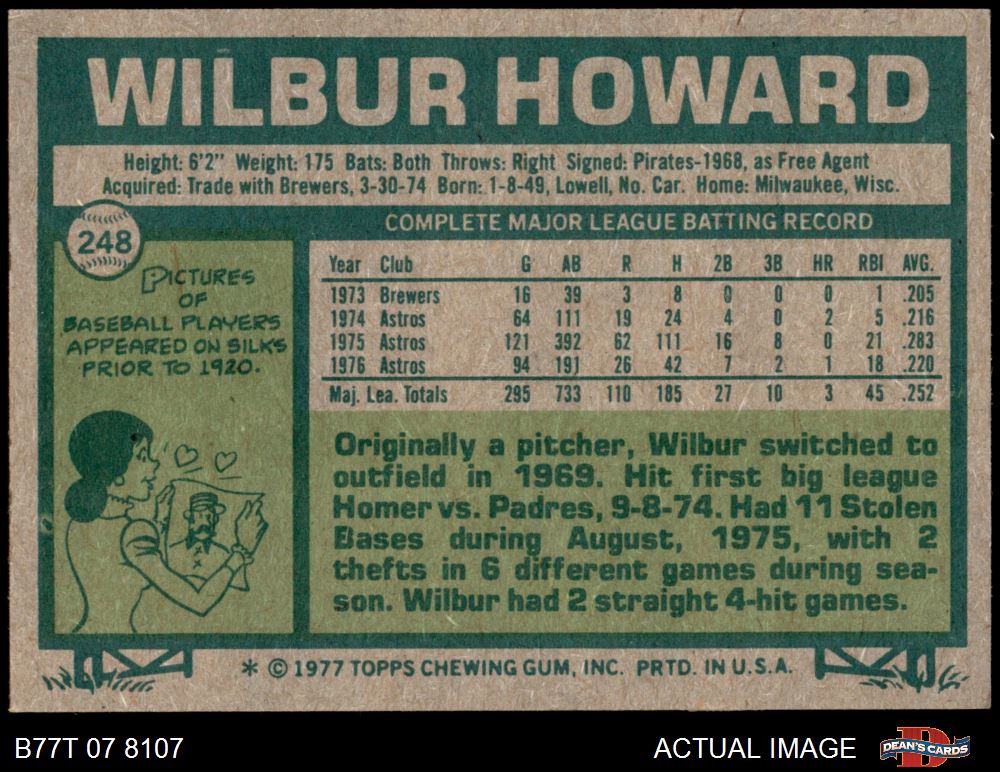 WILBUR HOWARD
Height: 6'2" Weight: 175 Bats: Both Throws: Right Signed: Pirates-1968, as Free Agent
Acquired: Trade with Brewers, 3-30-74 Born: 1-8-49, Lowell, No. Car. Home: Milwaukee, Wisc.
248
PICTURES
OF
BASEBALL PLAYERS
APPEARED ON SILKS
PRIOR TO 1920.
COMPLETE MAJOR LEAGUE BATTING RECORD
Year Club G AB R H 2B 3B HR RBI AVG.
1973 Brewers 16 39 3 8 0 0 0 1 .205
1974 Astros 64 111 19 24 4 0 2 5 .216
1975 Astros 121 392 62 111 16 8 0 21 .283
1976 Astros 94 191 26 42 7 2 1 18 .220
Maj. Lea. Totals 295 733 110 185 27 10 3 45 .252
Originally a pitcher, Wilbur switched to
outfield in 1969. Hit first big league
Homer vs. Padres, 9-8-74. Had 11 Stolen
Bases during August, 1975, with 2
thefts in 6 different games during sea-
son. Wilbur had 2 straight 4-hit games.
* © 1977 TOPPS CHEWING GUM, INC. PRTD. IN U.S.A.
B77T 07 8107
ACTUAL IMAGE
D
DEAN'S CARDS